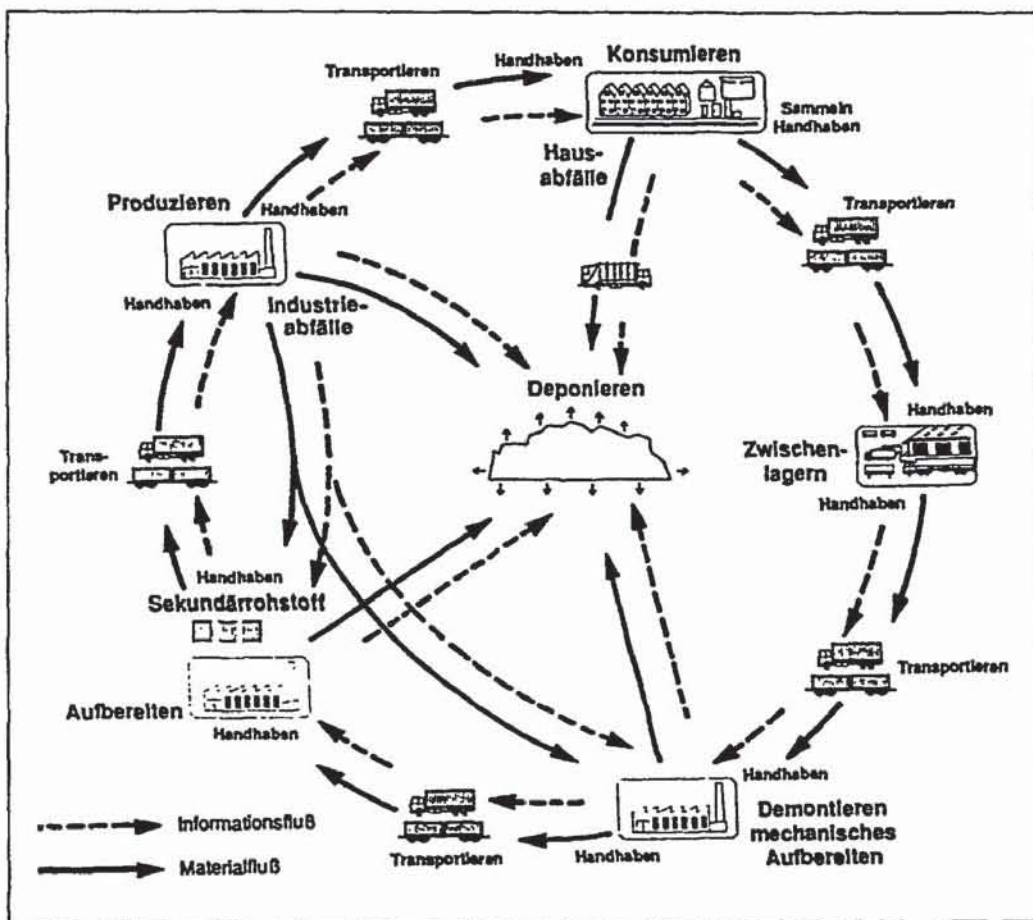 Konsumieren
Handhaben
Transportieren
Sammeln
Handhaben
Haus-
abfälle
Produzieren
Handhaben
Transportieren
Handhaben
Industrie-
abfälle
Deponieren
Handhaben
Zwischen-
lagern
Handhaben
Trans-
portieren
Handhaben
Sekundärrohstoff
Transportieren
Aufbereiten
Handhaben
Handhaben
Demontieren
mechanisches
Aufbereiten
Transportieren
Handhaben
Informationsfluß
Materialfluß